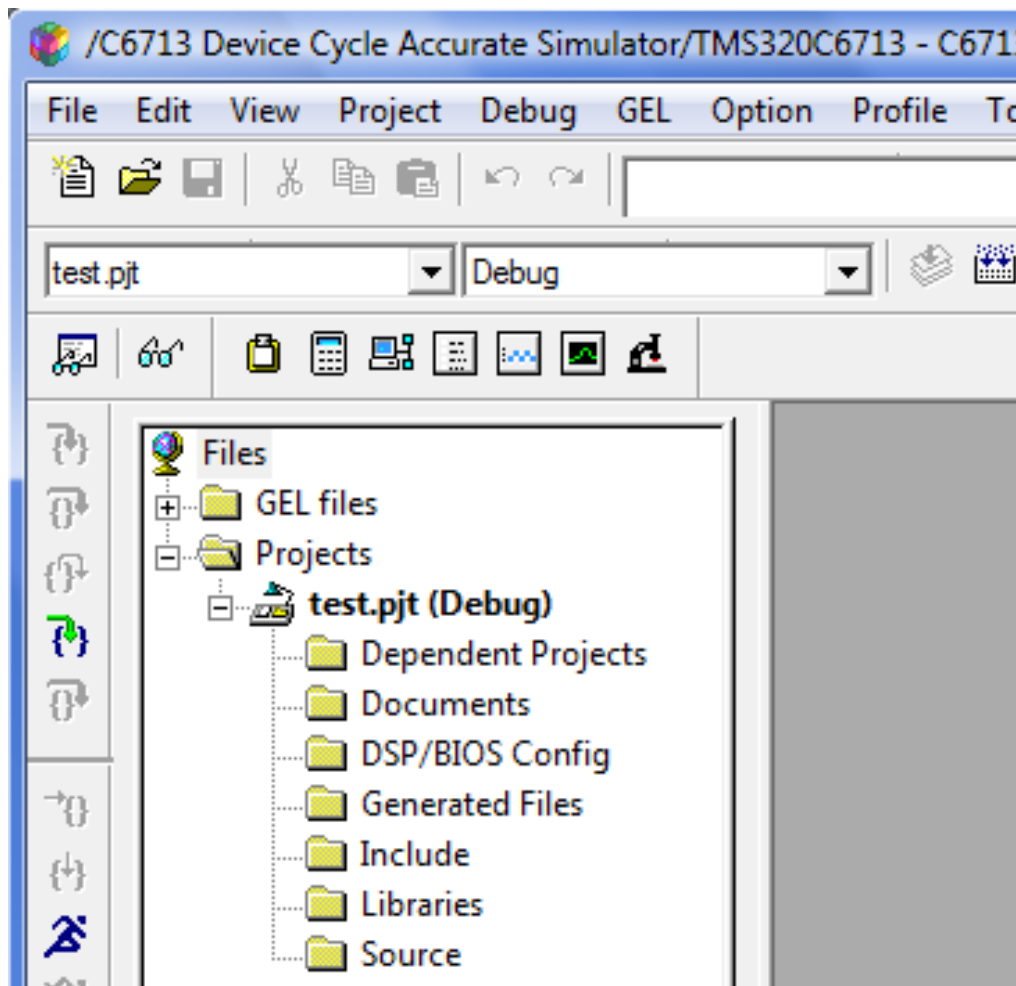 /C6713 Device Cycle Accurate Simulator/TMS320C6713 - C671
File Edit View Project Debug GEL Option Profile To
test.pjt Debug
Files
GEL files
Projects
test.pjt (Debug)
Dependent Projects
Documents
DSP/BIOS Config
Generated Files
Include
Libraries
Source